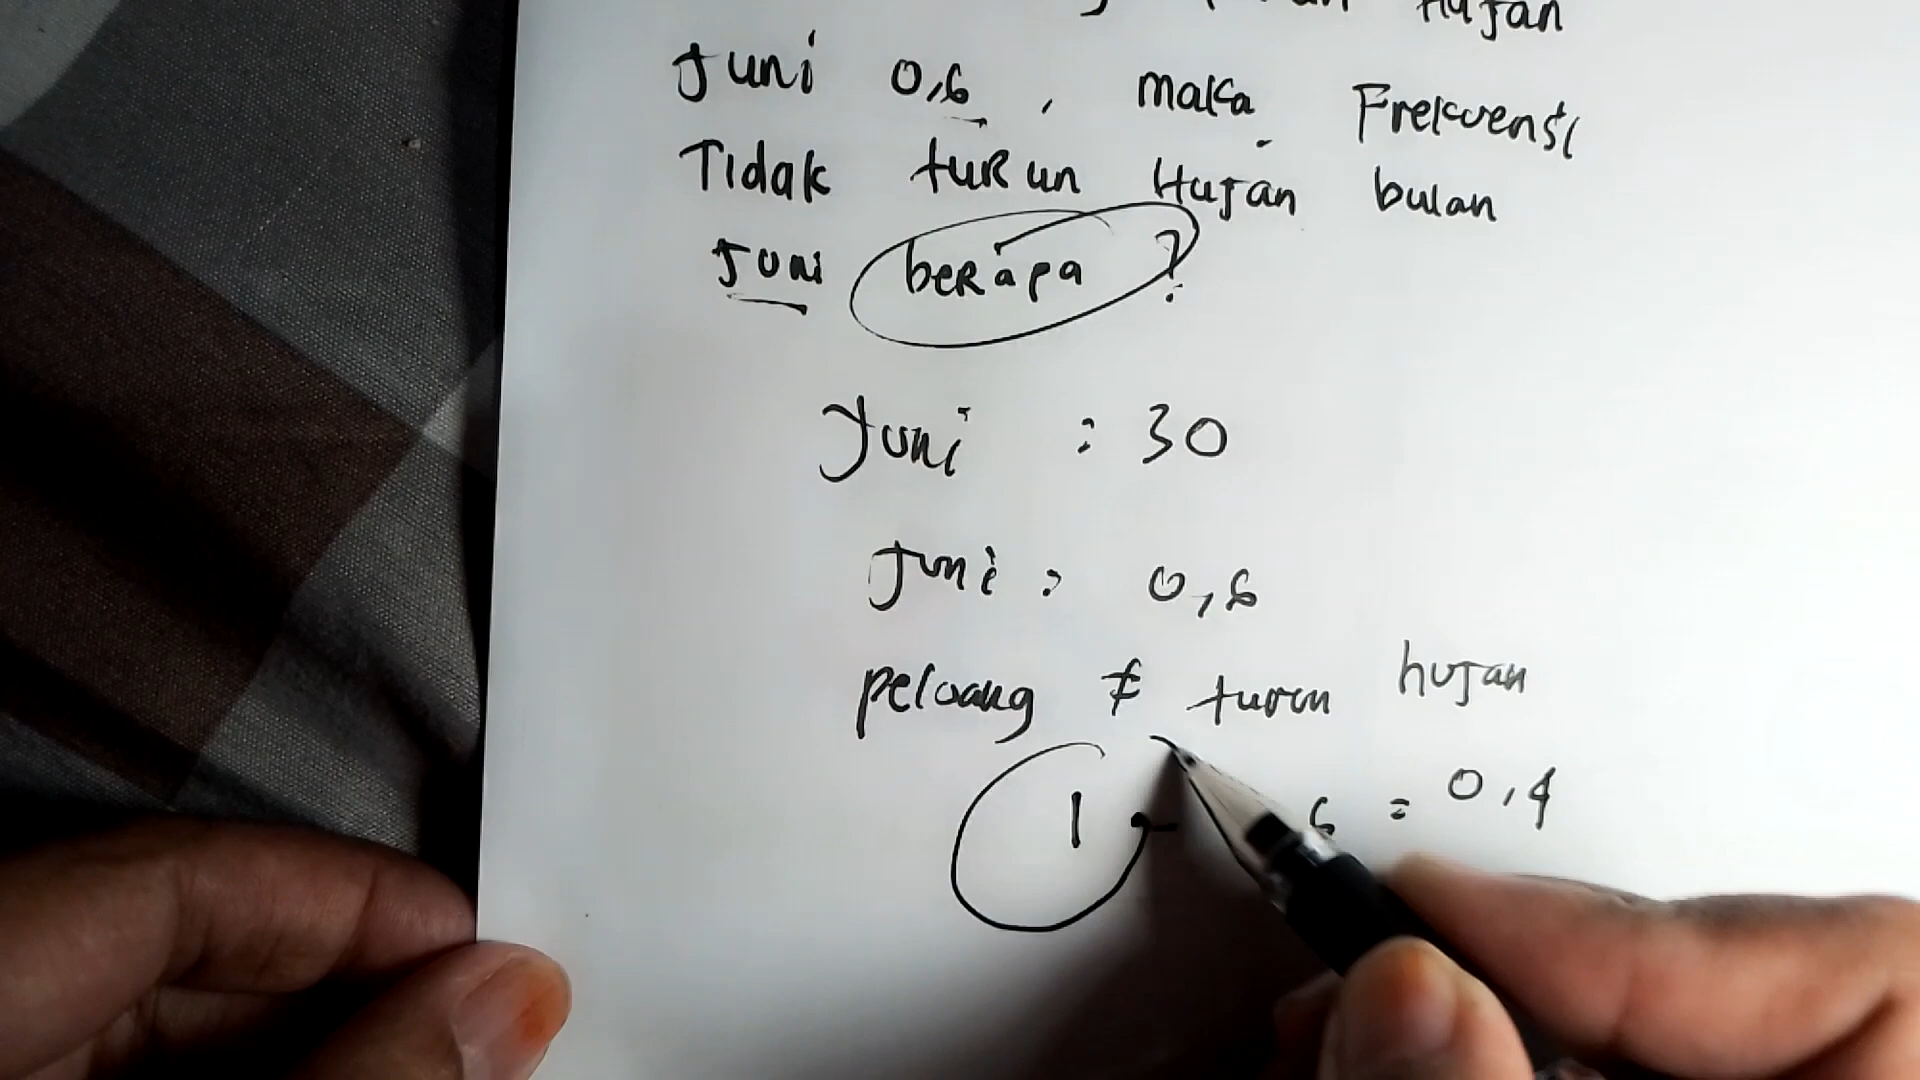 Hujan
Juni 0,6, maka Frekuensi
Tidak turun Hujan bulan
Juni berapa?
Juni : 30
Juni : 0,6
peluang ≠ turun hujan
1 - 6 = 0,4